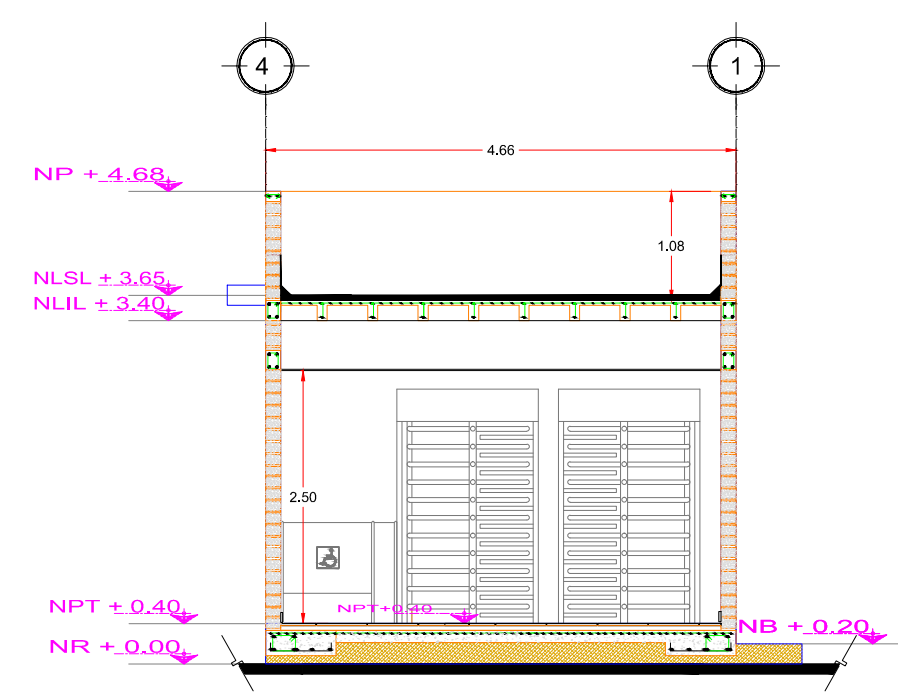 4 1
4.66
NP + 4.68
1.08
NLSL + 3.65
NLIL + 3.40
2.50
NPT + 0.40
NPT+0.40
NB + 0.20
NR + 0.00